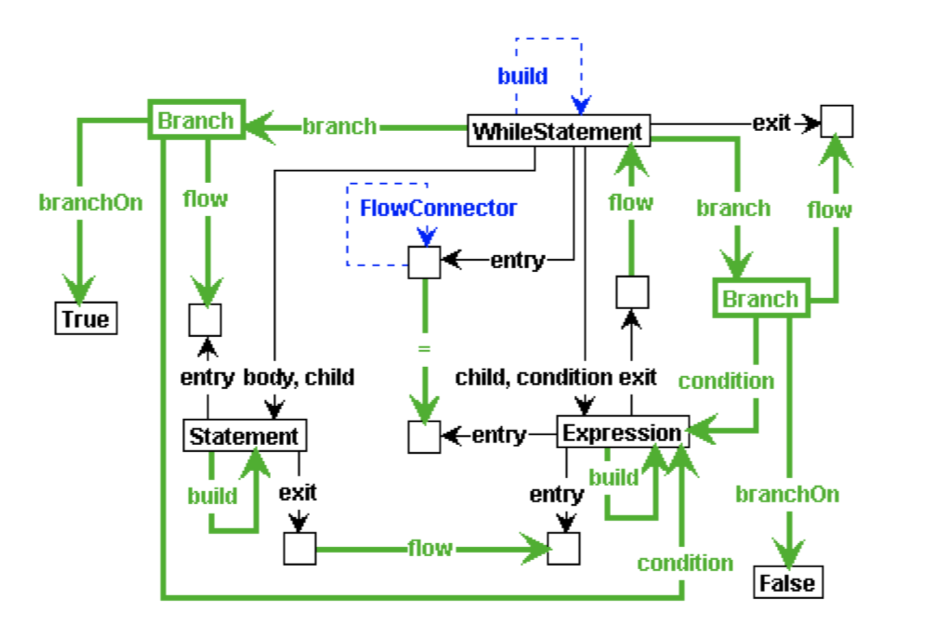 build
Branch
branch
WhileStatement
exit
branchOn
flow
FlowConnector
flow
branch
flow
entry
Branch
True
=
entry
body, child
child, condition
exit
condition
Statement
entry
Expression
build
exit
entry
build
branchOn
flow
condition
False